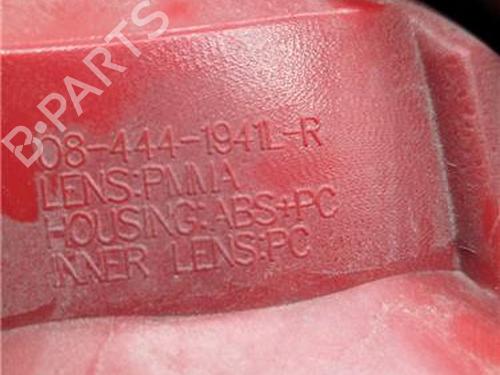 B-PARTS
08-444-1941L-R
LENS:PMMA
HOUSING:ABS+PC
INNER LENS:PC